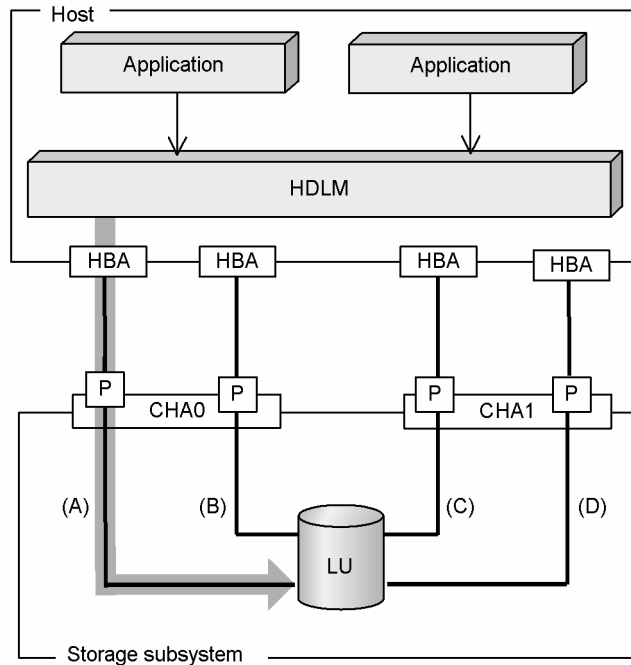 Host
Application
Application
HDLM
HBA
HBA
HBA
HBA
P
P
P
P
CHA0
CHA1
(A)
(B)
(C)
(D)
LU
Storage subsystem